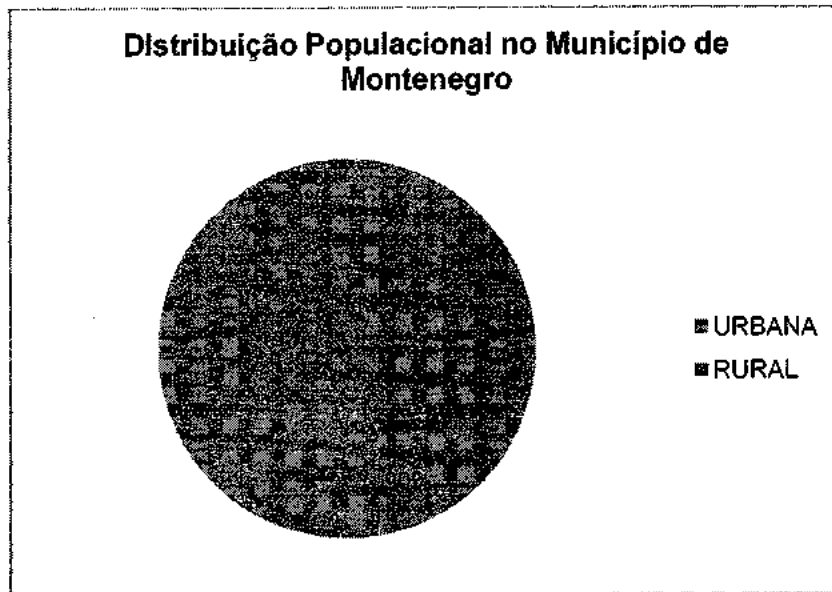 Distribuição Populacional no Município de
Montenegro
URBANA
RURAL